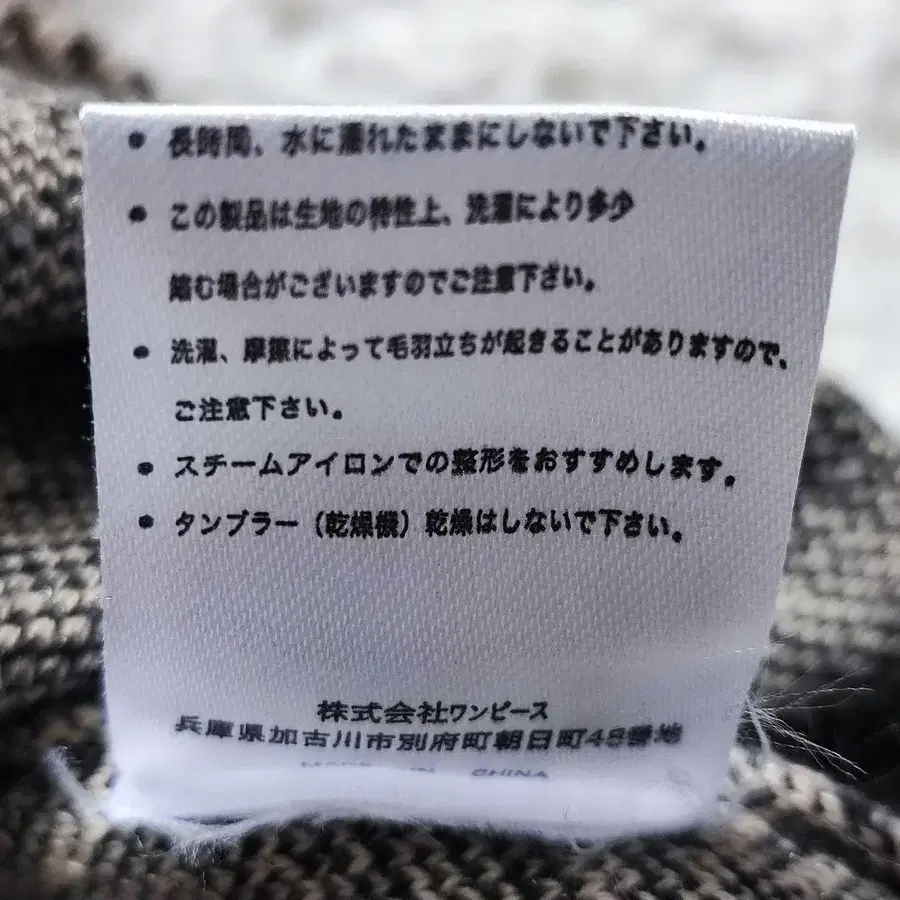 • 長時間、水に濡れたままにしないで下さい。
• この製品は生地の特性上、洗濯により多少
縮む場合がございますのでご注意下さい。
• 洗濯、摩擦によって毛羽立ちが起きることがありますので、
ご注意下さい。
• スチームアイロンでの整形をおすすめします。
• タンブラー（乾燥機）乾燥はしないで下さい。
株式会社ワンピース
兵庫県加古川市別府町朝日町48番地
MADE IN CHINA